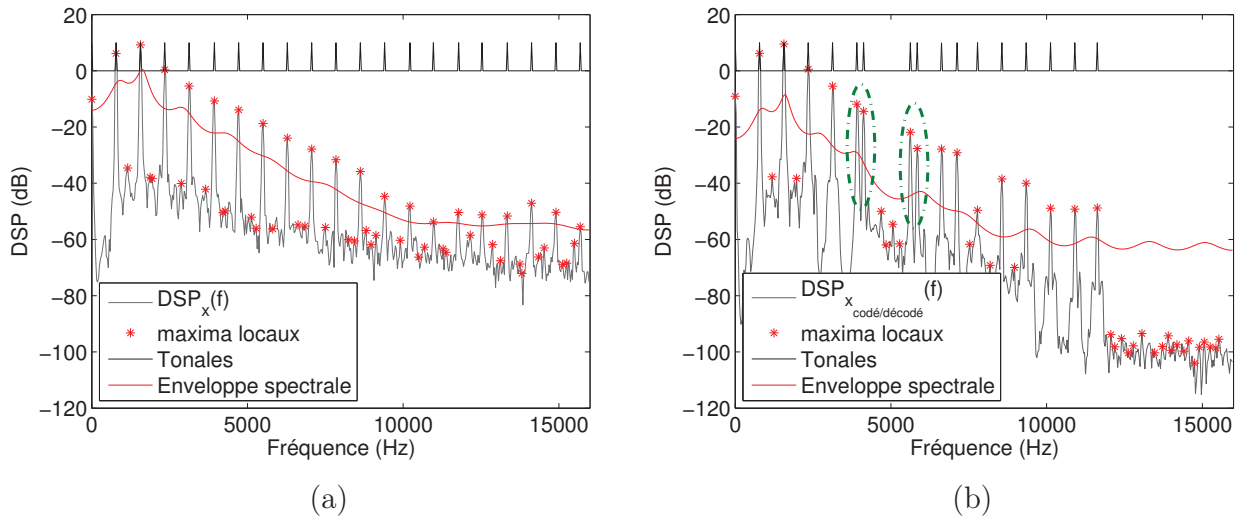 20
0
−20
−40
−60
−80
−100
−120
DSP (dB)
0
5000
10000
15000
Fréquence (Hz)
DSPx(f)
maxima locaux
Tonales
Enveloppe spectrale
(a)
20
0
−20
−40
−60
−80
−100
−120
DSP (dB)
0
5000
10000
15000
Fréquence (Hz)
DSPx codé/décodé (f)
maxima locaux
Tonales
Enveloppe spectrale
(b)